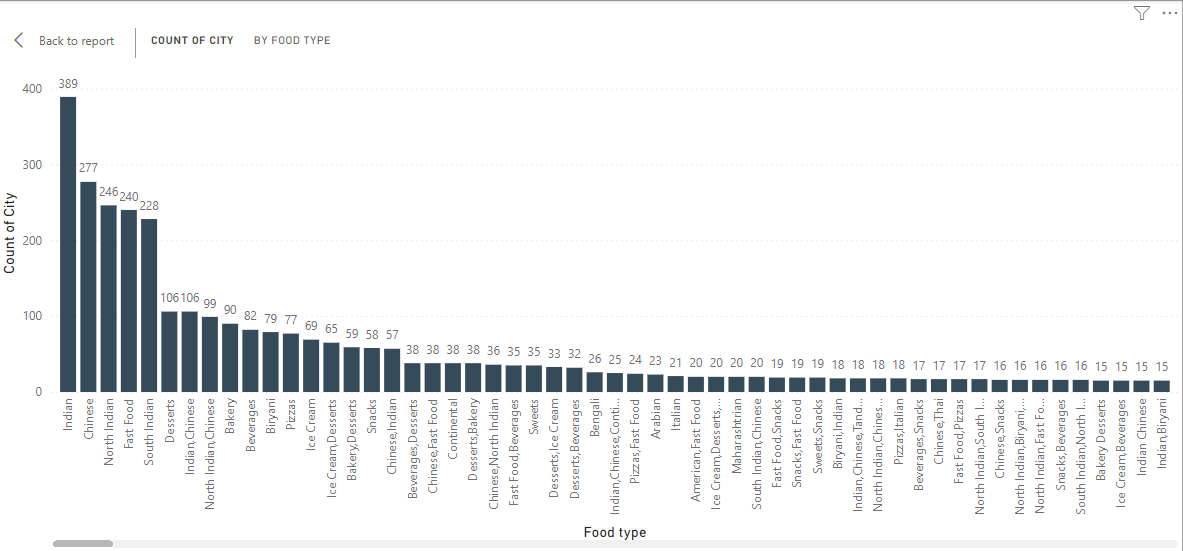 Back to report
COUNT OF CITY
BY FOOD TYPE
400
300
200
100
0
Count of City
389
277
246
240
228
106
106
99
90
82
79
77
69
65
59
58
57
38
38
38
38
36
35
35
33
32
26
25
24
23
21
20
20
20
20
19
19
19
18
18
18
18
17
17
17
17
16
16
16
16
16
15
15
15
15
Indian
Chinese
North Indian
Fast Food
South Indian
Desserts
Indian,Chinese
North Indian,Chinese
Bakery
Beverages
Biryani
Pizzas
Ice Cream
Ice Cream,Desserts
Bakery,Desserts
Snacks
Chinese,Indian
Beverages,Desserts
Chinese,Fast Food
Continental
Desserts,Bakery
Chinese,North Indian
Fast Food,Beverages
Sweets
Desserts,Ice Cream
Desserts,Beverages
Bengali
Indian,Chinese,Conti...
Pizzas,Fast Food
Arabian
Italian
American,Fast Food
Ice Cream,Desserts,...
Maharashtrian
South Indian,Chinese
Fast Food,Snacks
Snacks,Fast Food
Sweets,Snacks
Biryani,Indian
Indian,Chinese,Tand...
North Indian,Chines...
Pizzas,Italian
Beverages,Snacks
Chinese,Thai
Fast Food,Pizzas
North Indian,South I...
Chinese,Snacks
North Indian,Biryani,...
North Indian,Fast Fo...
Snacks,Beverages
South Indian,North I...
Bakery Desserts
Ice Cream,Beverages
Indian Chinese
Indian,Biryani
Food type